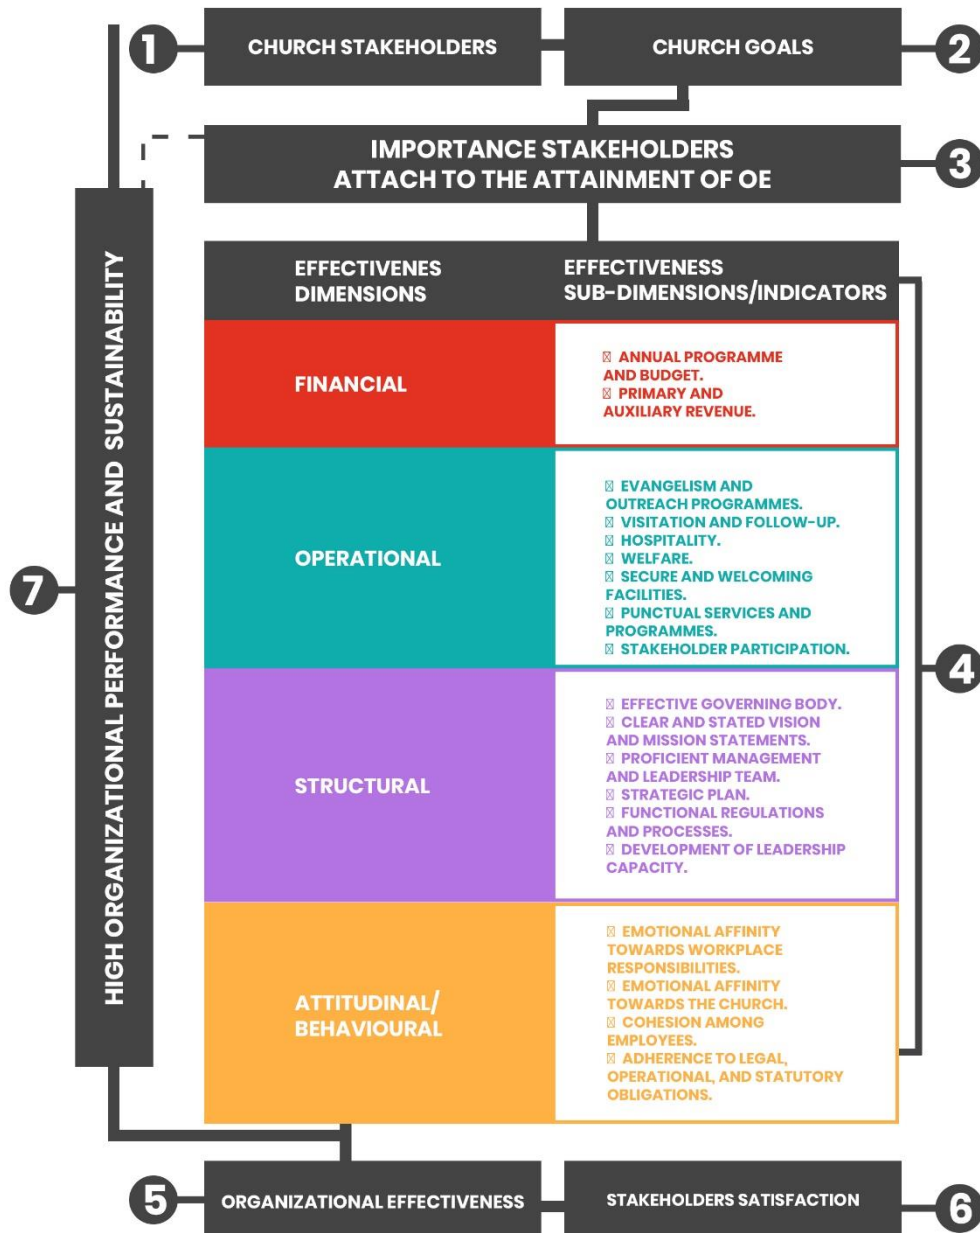 1
CHURCH STAKEHOLDERS
CHURCH GOALS
2
IMPORTANCE STAKEHOLDERS
ATTACH TO THE ATTAINMENT OF OE
3
EFFECTIVENES
DIMENSIONS
EFFECTIVENESS
SUB-DIMENSIONS/INDICATORS
FINANCIAL
ANNUAL PROGRAMME
AND BUDGET.
PRIMARY AND
AUXILIARY REVENUE.
OPERATIONAL
EVANGELISM AND
OUTREACH PROGRAMMES.
VISITATION AND FOLLOW-UP.
HOSPITALITY.
WELFARE.
SECURE AND WELCOMING
FACILITIES.
PUNCTUAL SERVICES AND
PROGRAMMES.
STAKEHOLDER PARTICIPATION.
STRUCTURAL
EFFECTIVE GOVERNING BODY.
CLEAR AND STATED VISION
AND MISSION STATEMENTS.
PROFICIENT MANAGEMENT
AND LEADERSHIP TEAM.
STRATEGIC PLAN.
FUNCTIONAL REGULATIONS
AND PROCESSES.
DEVELOPMENT OF LEADERSHIP
CAPACITY.
ATTITUDINAL/
BEHAVIOURAL
EMOTIONAL AFFINITY
TOWARDS WORKPLACE
RESPONSIBILITIES.
EMOTIONAL AFFINITY
TOWARDS THE CHURCH.
COHESION AMONG
EMPLOYEES.
ADHERENCE TO LEGAL,
OPERATIONAL, AND STATUTORY
OBLIGATIONS.
4
5
ORGANIZATIONAL EFFECTIVENESS
STAKEHOLDERS SATISFACTION
6
7
HIGH ORGANIZATIONAL PERFORMANCE AND SUSTAINABILITY